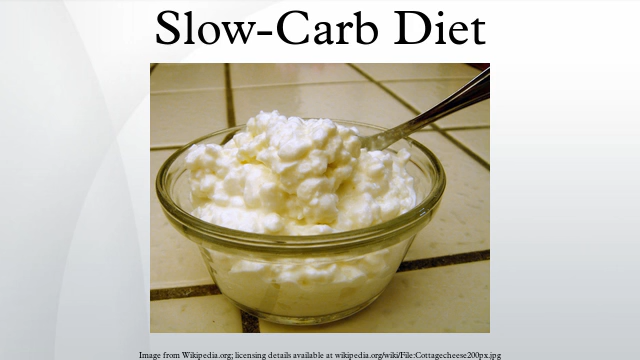 Slow-Carb Diet
Image from Wikipedia.org; licensing details available at wikipedia.org/wiki/File:Cottagecheese200px.jpg